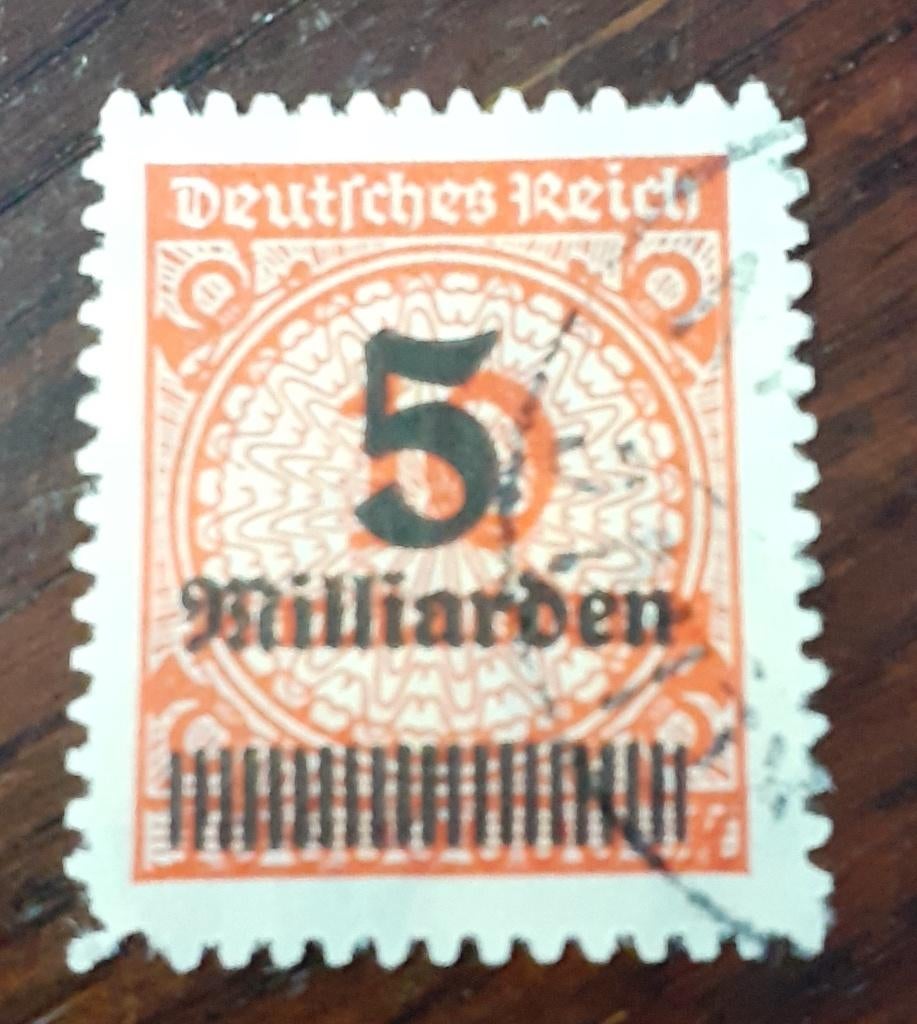 Deutſches Reich
5
Milliarden